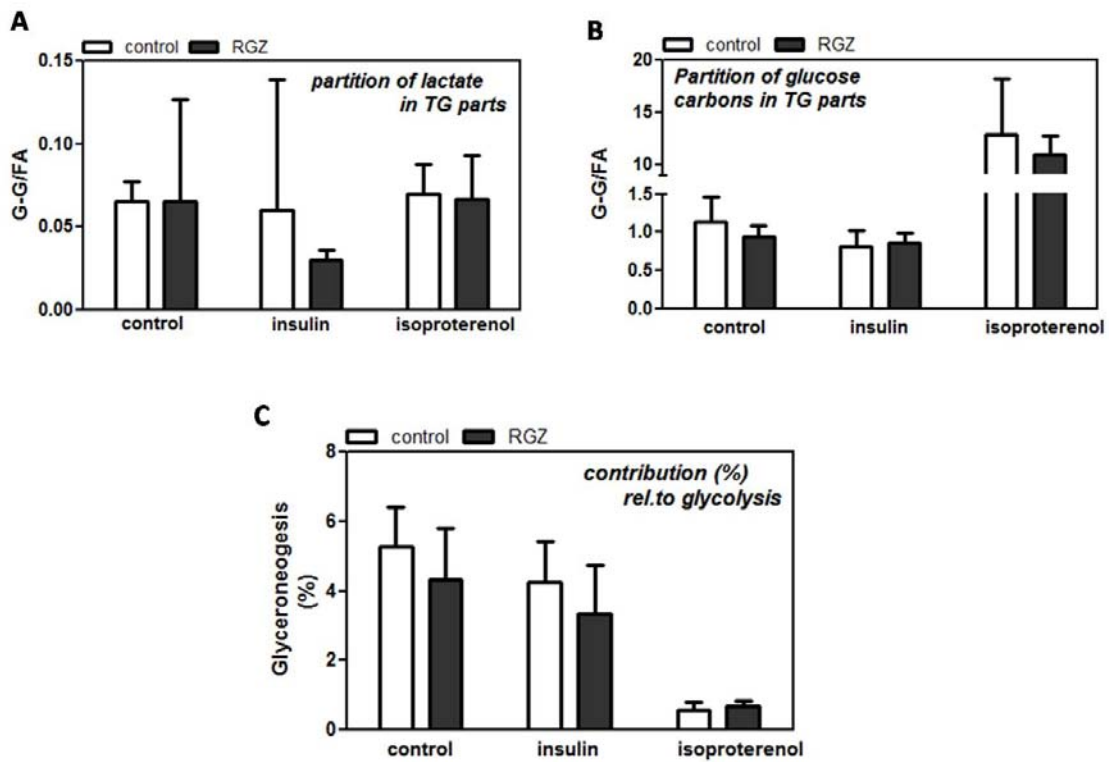 A
control RGZ
partition of lactate
in TG parts
G-G/FA
0.15
0.10
0.05
0.00
control insulin isoproterenol
B
control RGZ
Partition of glucose
carbons in TG parts
G-G/FA
20
15
10
1.5
1.0
0.5
0.0
control insulin isoproterenol
C
control RGZ
contribution (%)
rel.to glycolysis
Glyceroneogesis
(%)
8
6
4
2
0
control insulin isoproterenol